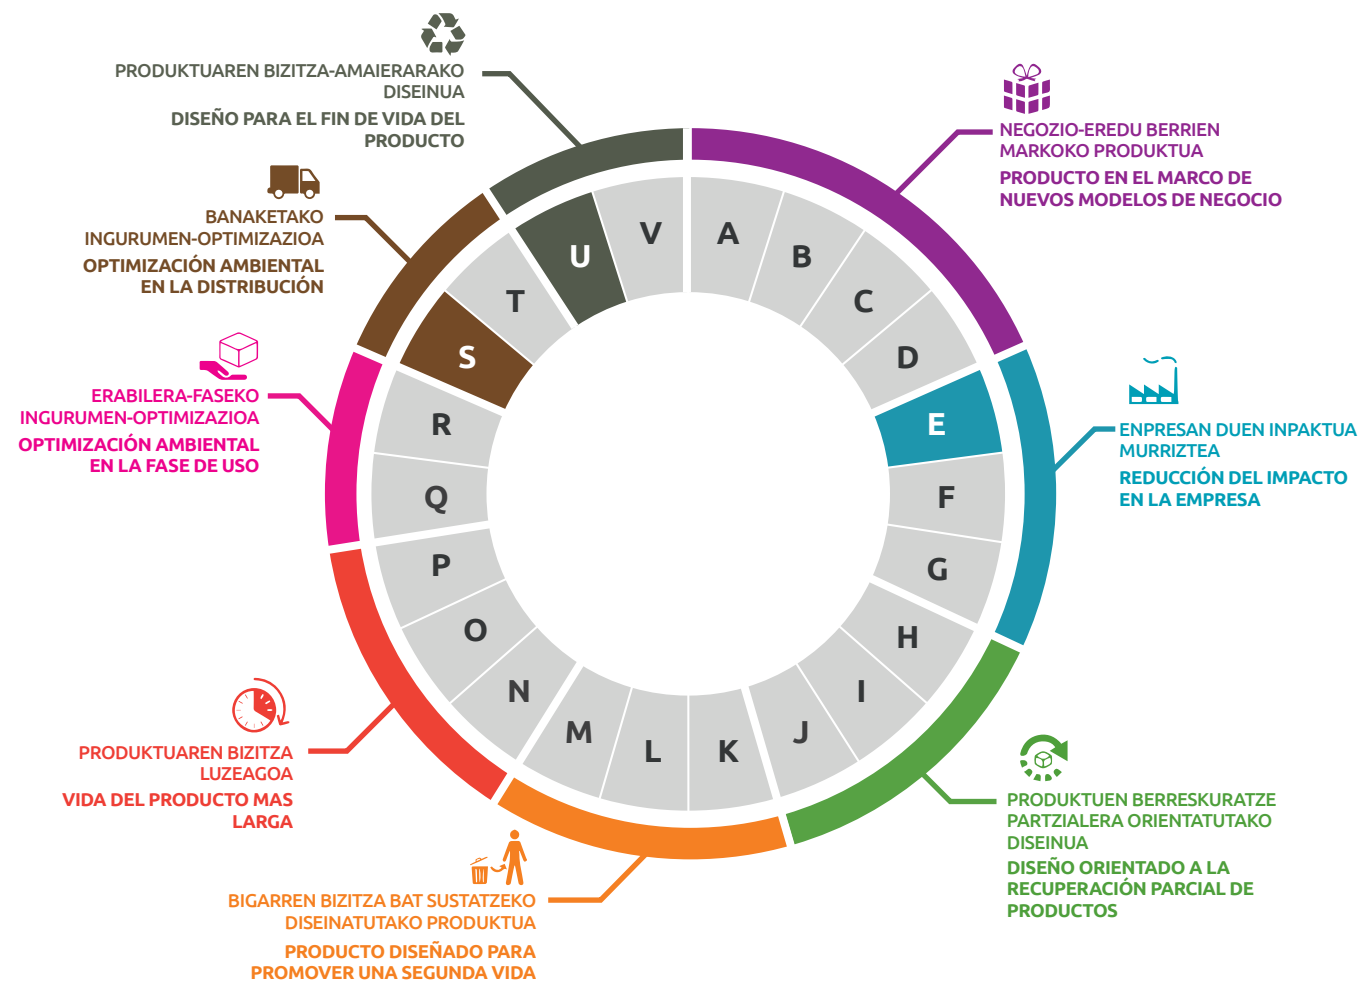 PRODUKTUAREN BIZITZA-AMAIERARAKO
DISEINUA
DISEÑO PARA EL FIN DE VIDA DEL
PRODUCTO
NEGOZIO-EREDU BERRIEN
MARKOKO PRODUKTUA
PRODUCTO EN EL MARCO DE
NUEVOS MODELOS DE NEGOCIO
BANAKETAKO
INGURUMEN-OPTIMIZAZIOA
OPTIMIZACIÓN AMBIENTAL
EN LA DISTRIBUCIÓN
ERABILERA-FASEKO
INGURUMEN-OPTIMIZAZIOA
OPTIMIZACIÓN AMBIENTAL
EN LA FASE DE USO
ENPRESAN DUEN INPAKTUA
MURRIZTEA
REDUCCIÓN DEL IMPACTO
EN LA EMPRESA
PRODUKTUAREN BIZITZA
LUZEAGOA
VIDA DEL PRODUCTO MAS
LARGA
PRODUKTUEN BERRESKURATZE
PARTZIALERA ORIENTATUTAKO
DISEINUA
DISEÑO ORIENTADO A LA
RECUPERACIÓN PARCIAL DE
PRODUCTOS
BIGARREN BIZITZA BAT SUSTATZEKO
DISEINATUTAKO PRODUKTUA
PRODUCTO DISEÑADO PARA
PROMOVER UNA SEGUNDA VIDA
A
B
C
D
E
F
G
H
I
J
K
L
M
N
O
P
Q
R
S
T
U
V